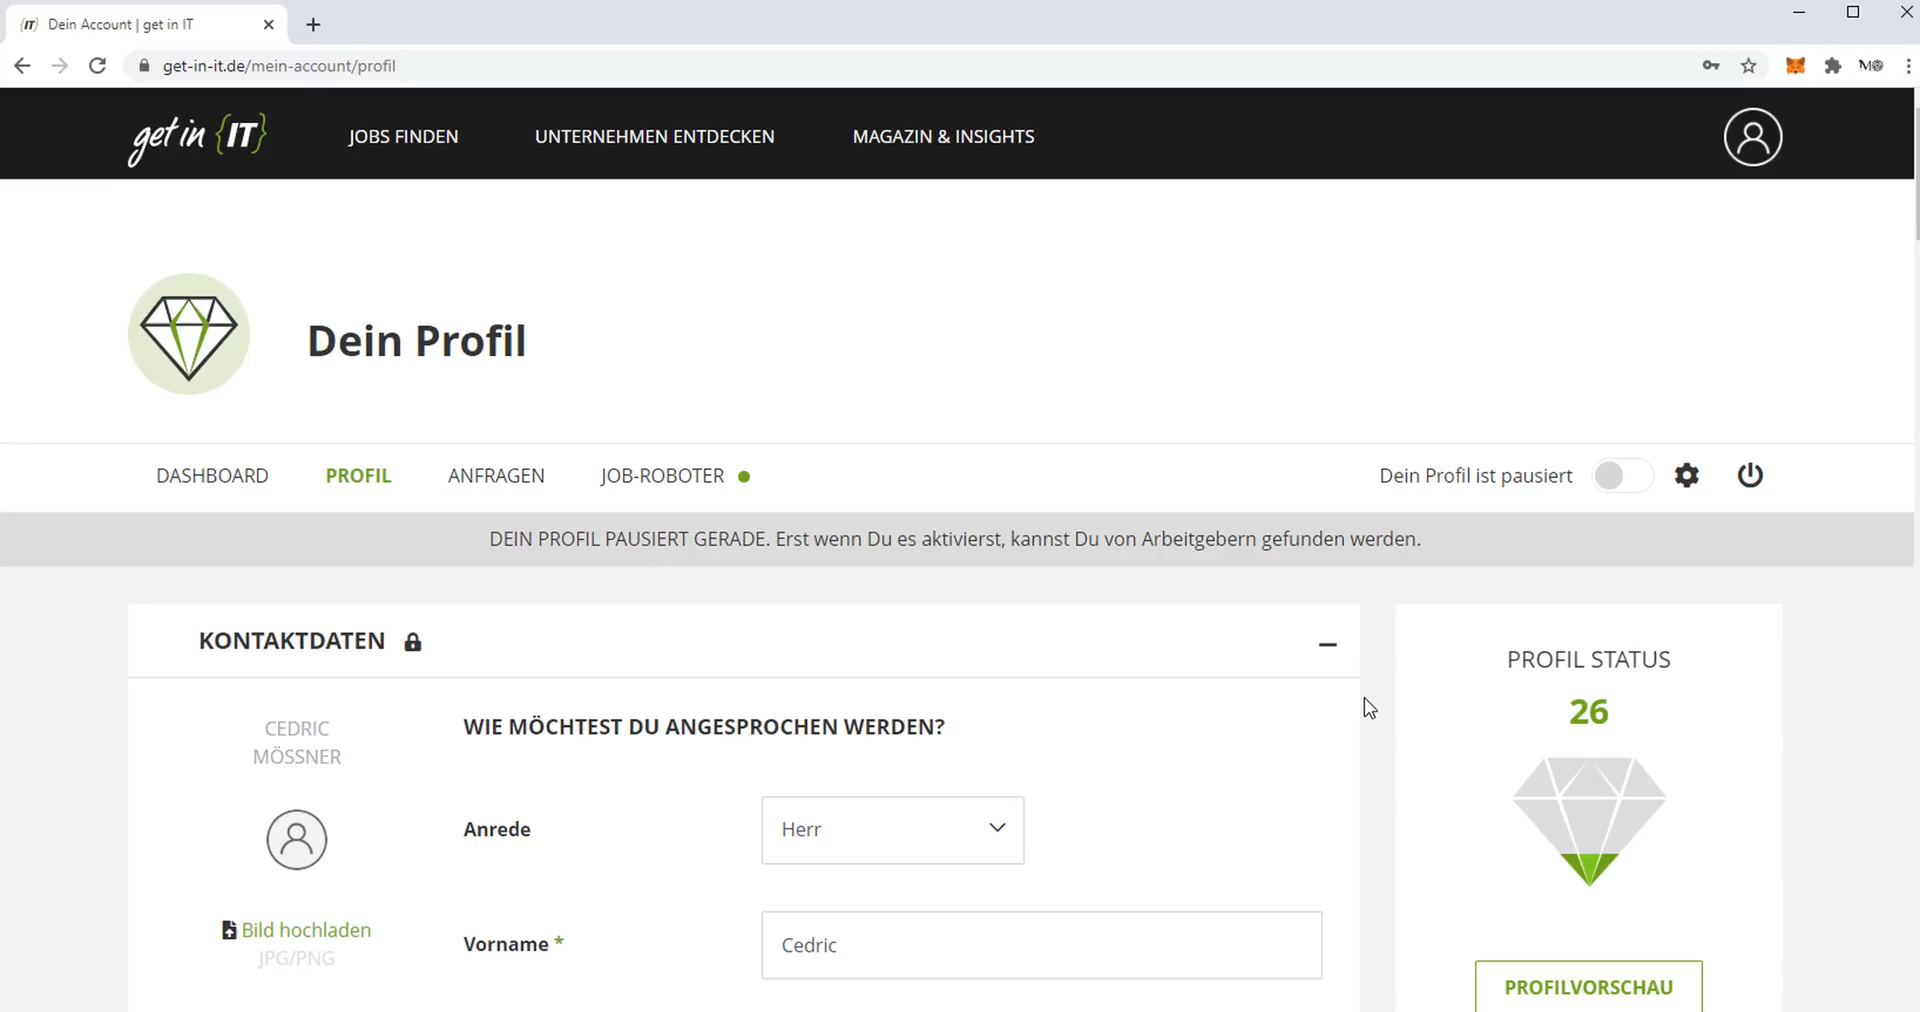 {IT} Dein Account | get in IT
get-in-it.de/mein-account/profil
get in {IT}
JOBS FINDEN
UNTERNEHMEN ENTDECKEN
MAGAZIN & INSIGHTS
Dein Profil
DASHBOARD
PROFIL
ANFRAGEN
JOB-ROBOTER
Dein Profil ist pausiert
DEIN PROFIL PAUSIERT GERADE. Erst wenn Du es aktivierst, kannst Du von Arbeitgebern gefunden werden.
KONTAKTDATEN
CEDRIC
MÖSSNER
Bild hochladen
JPG/PNG
WIE MÖCHTEST DU ANGESPROCHEN WERDEN?
Anrede
Herr
Vorname *
Cedric
PROFIL STATUS
26
PROFILVORSCHAU